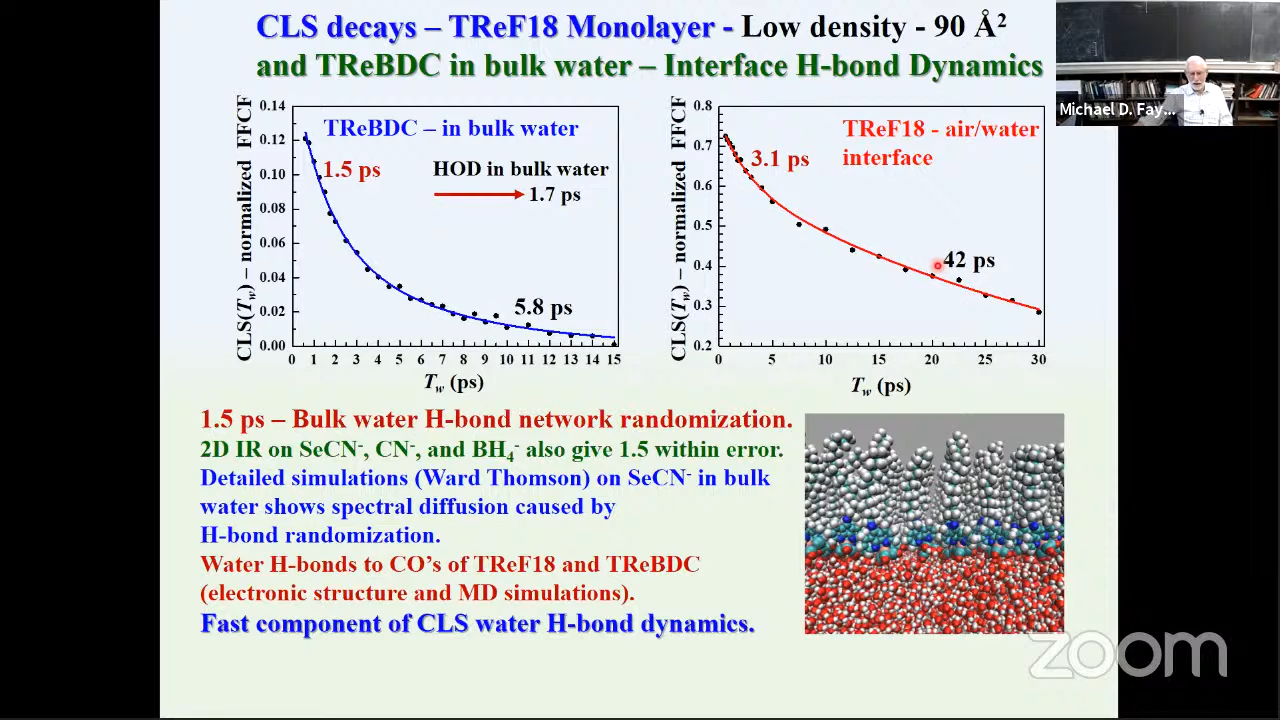 CLS decays – TReF18 Monolayer - Low density - 90 Å²
and TReBDC in bulk water – Interface H-bond Dynamics
Michael D. Fay...
CLS(Tw) – normalized FFCF
0.14
0.12
0.10
0.08
0.06
0.04
0.02
0.00
TReBDC – in bulk water
1.5 ps
HOD in bulk water
1.7 ps
5.8 ps
0 1 2 3 4 5 6 7 8 9 10 11 12 13 14 15
Tw (ps)
CLS(Tw) – normalized FFCF
0.8
0.7
0.6
0.5
0.4
0.3
0.2
TReF18 - air/water
interface
3.1 ps
42 ps
0 5 10 15 20 25 30
Tw (ps)
1.5 ps – Bulk water H-bond network randomization.
2D IR on SeCN⁻, CN⁻, and BH₄⁻ also give 1.5 within error.
Detailed simulations (Ward Thomson) on SeCN⁻ in bulk
water shows spectral diffusion caused by
H-bond randomization.
Water H-bonds to CO’s of TReF18 and TReBDC
(electronic structure and MD simulations).
Fast component of CLS water H-bond dynamics.
zoom